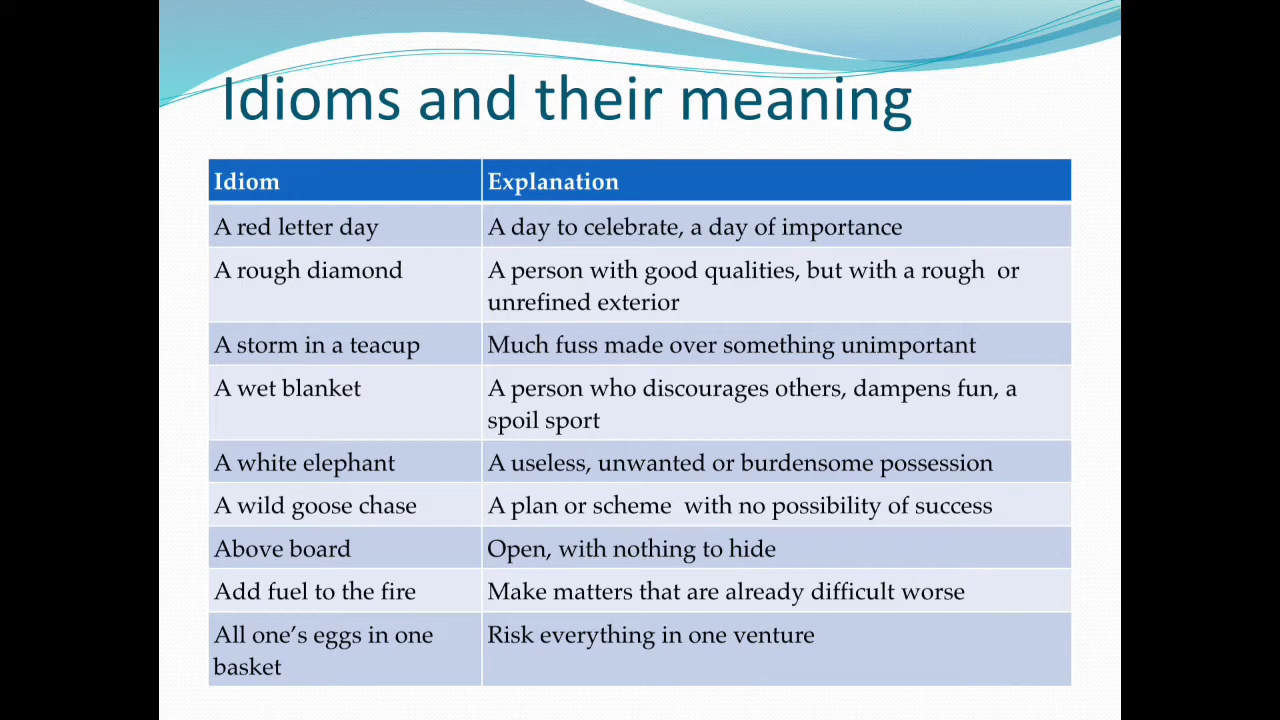 Idioms and their meaning
Idiom
Explanation
A red letter day
A day to celebrate, a day of importance
A rough diamond
A person with good qualities, but with a rough  or
unrefined exterior
A storm in a teacup
Much fuss made over something unimportant
A wet blanket
A person who discourages others, dampens fun, a
spoil sport
A white elephant
A useless, unwanted or burdensome possession
A wild goose chase
A plan or scheme  with no possibility of success
Above board
Open, with nothing to hide
Add fuel to the fire
Make matters that are already difficult worse
All one’s eggs in one
basket
Risk everything in one venture